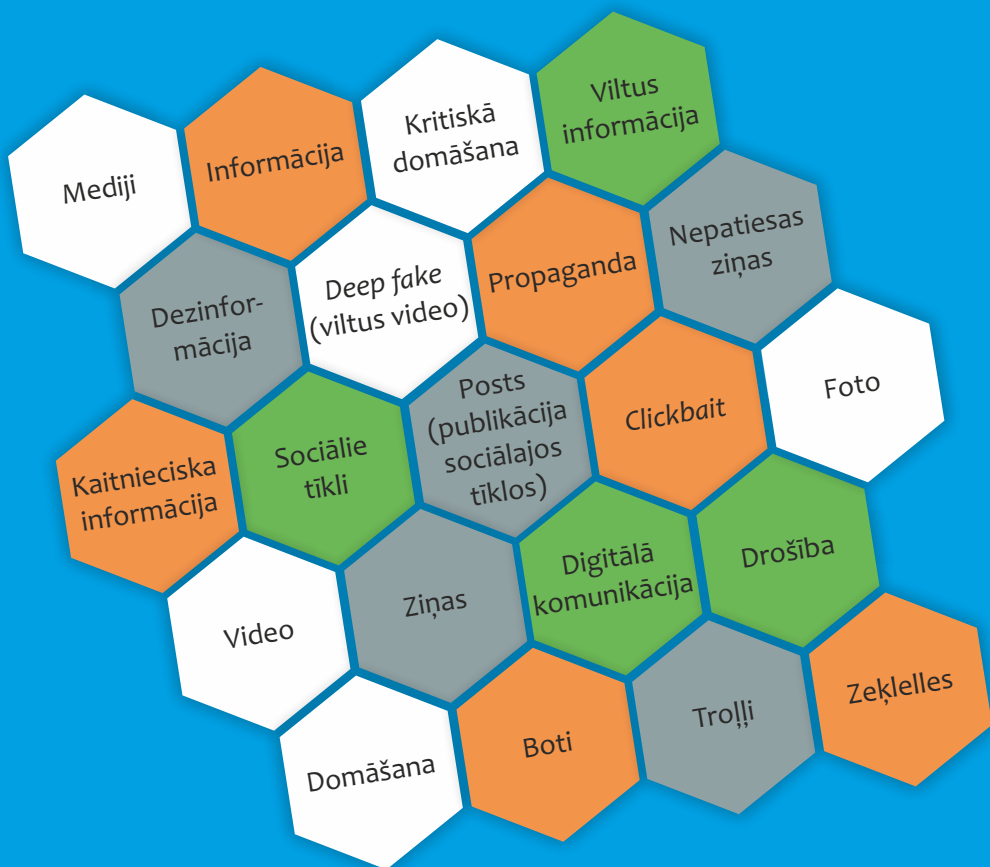 Mediji
Informācija
Kritiskā
domāšana
Viltus
informācija
Dezinfor-
mācija
Deep fake
(viltus video)
Propaganda
Nepatiesas
ziņas
Kaitnieciska
informācija
Sociālie
tīkli
Posts
(publikācija
sociālajos
tīklos)
Clickbait
Foto
Video
Ziņas
Digitālā
komunikācija
Drošība
Domāšana
Boti
Troļļi
Zeķlelles